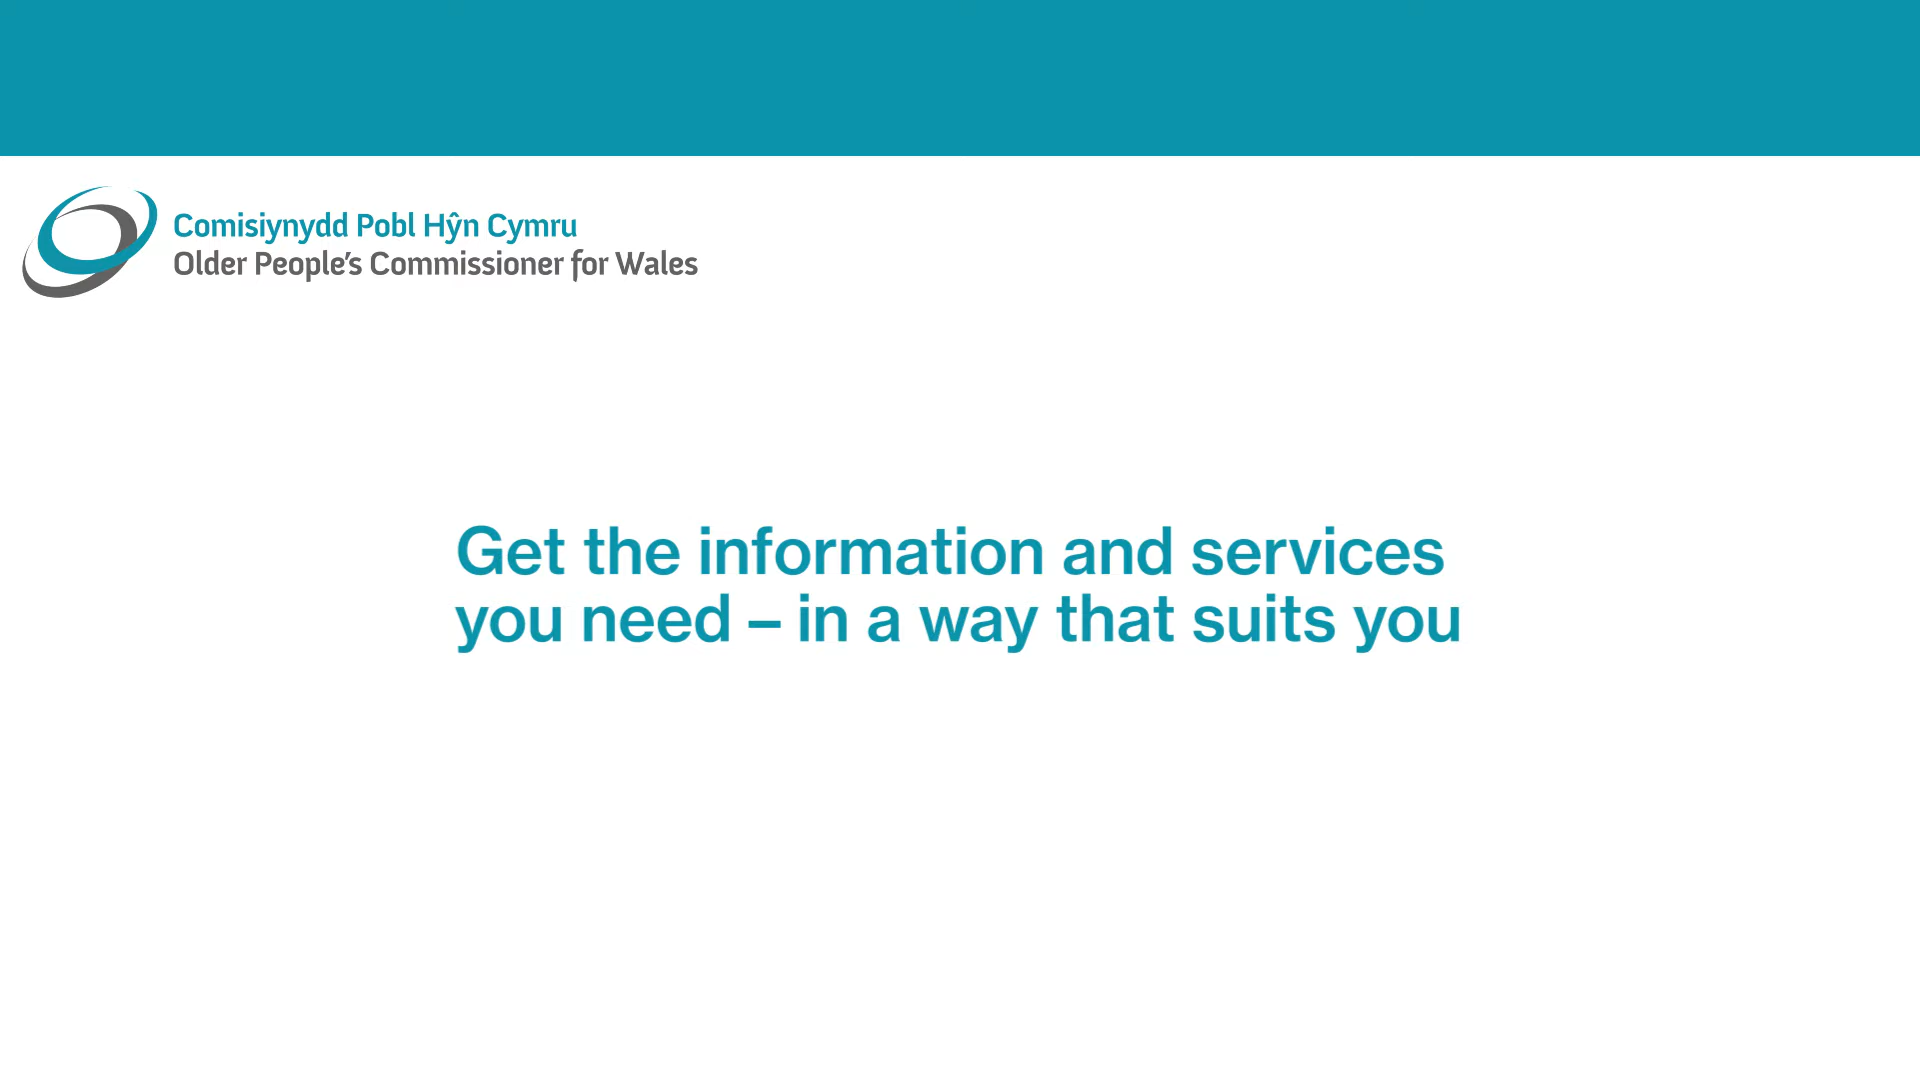 Comisiynydd Pobl Hŷn Cymru
Older People's Commissioner for Wales
Get the information and services
you need – in a way that suits you